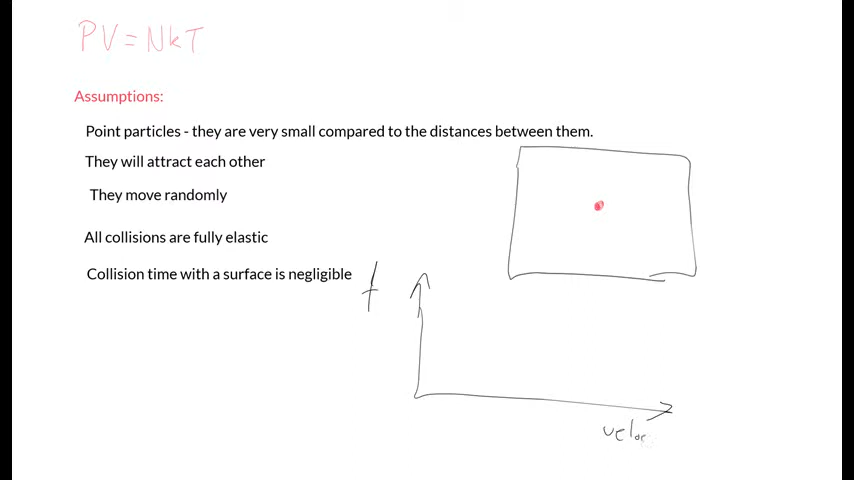 PV=NkT
Assumptions:
Point particles - they are very small compared to the distances between them.
They will attract each other
They move randomly
All collisions are fully elastic
Collision time with a surface is negligible
f
veloc